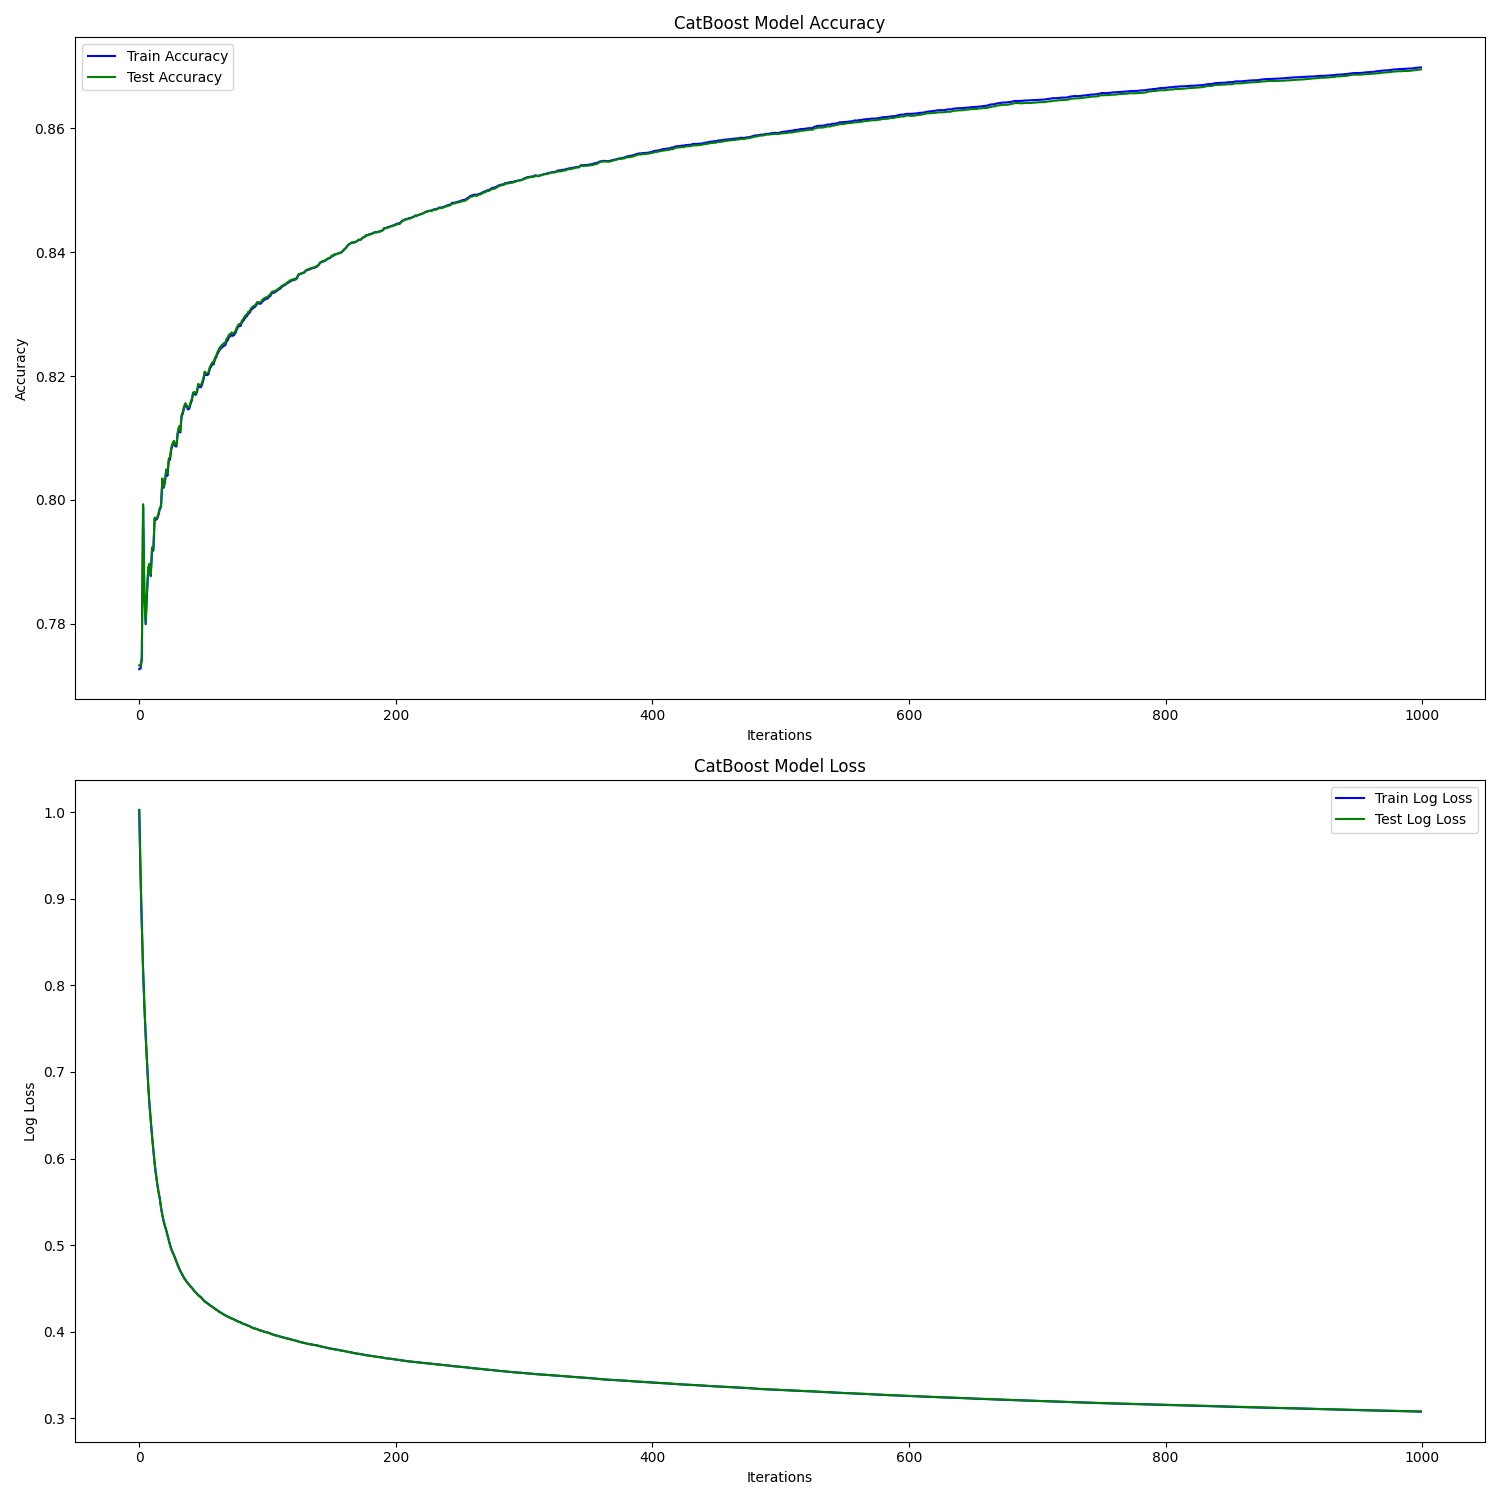 CatBoost Model Accuracy
Train Accuracy
Test Accuracy
0.86
0.84
0.82
0.80
0.78
Accuracy
0 200 400 600 800 1000
Iterations
CatBoost Model Loss
Train Log Loss
Test Log Loss
1.0
0.9
0.8
0.7
0.6
0.5
0.4
0.3
Log Loss
0 200 400 600 800 1000
Iterations